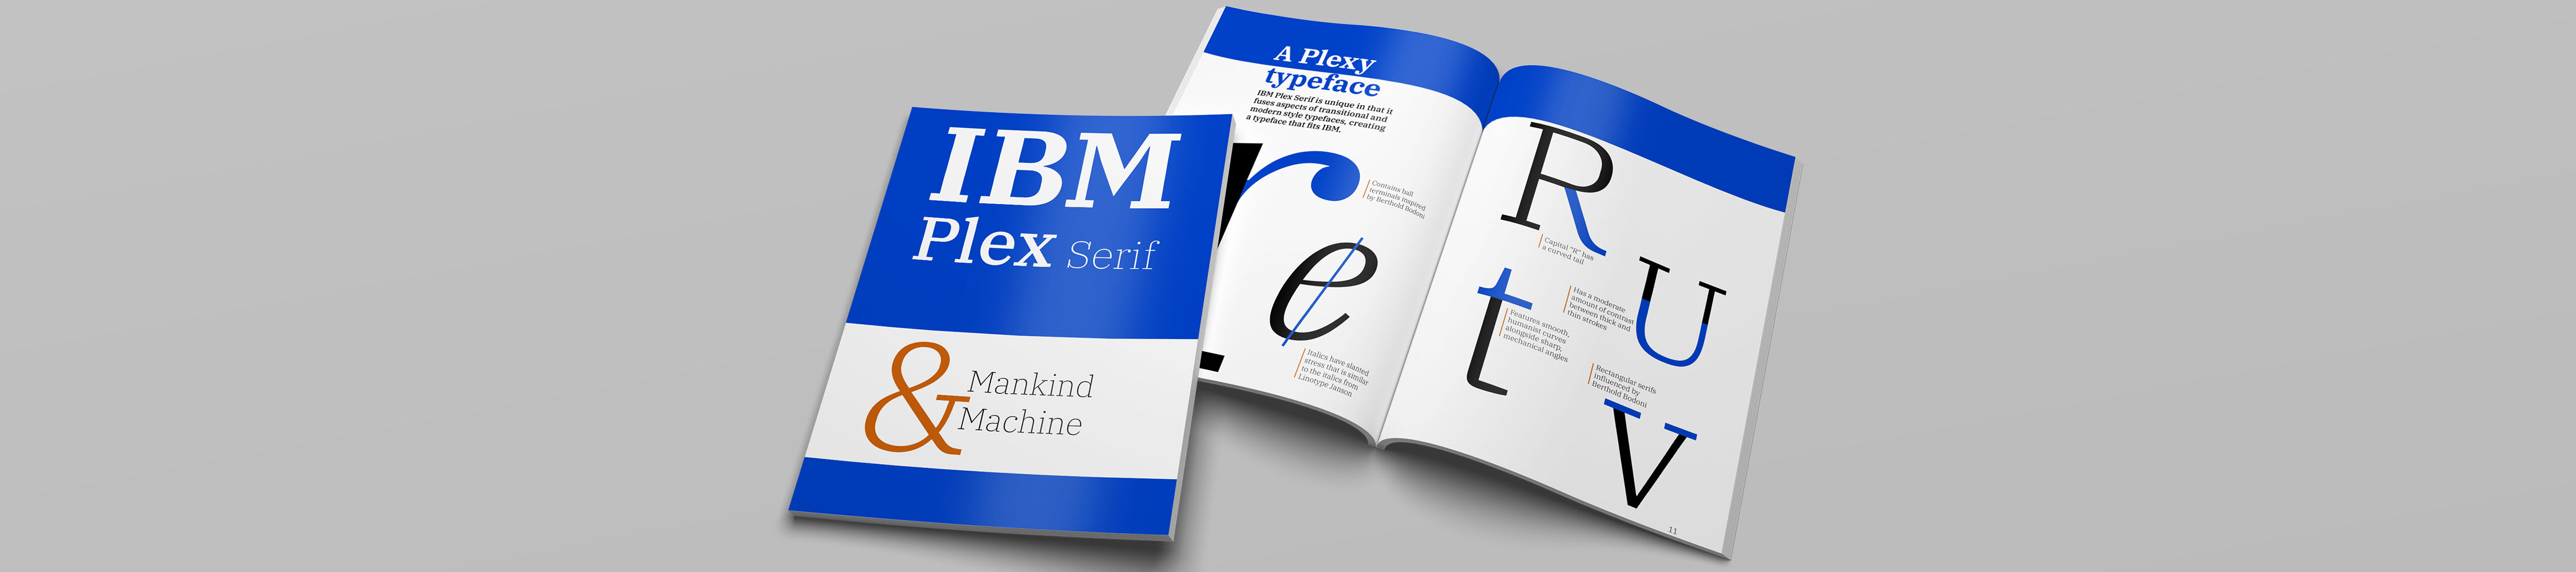 IBM
Plex Serif
& Mankind
Machine
A Plexy
typeface
IBM Plex Serif is unique in that it
fuses aspects of transitional and
modern style typefaces, creating
a typeface that fits IBM.
r
Contains ball
terminals inspired
by Berthold Bodoni
e
Italics have slanted
stress that is similar
to the italics from
Linotype Janson
R
Capital "R" has
a curved tail
t
Features smooth,
humanist curves
alongside sharp,
mechanical angles
U
Has a moderate
amount of contrast
between thick and
thin strokes
Rectangular serifs
influenced by
Berthold Bodoni
V
11